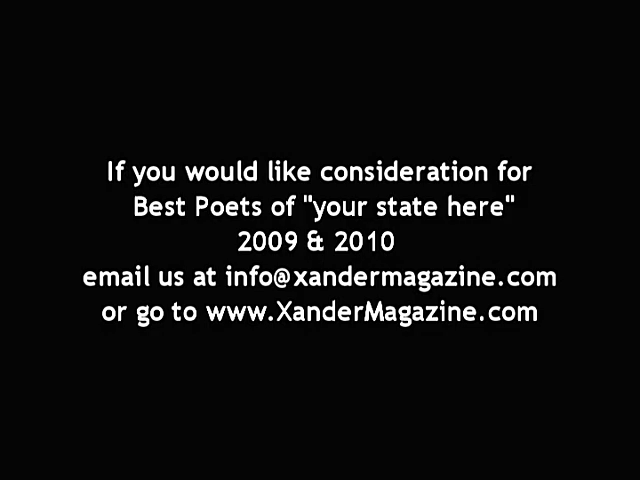 If you would like consideration for
Best Poets of "your state here"
2009 & 2010
email us at info@xandermagazine.com
or go to www.XanderMagazine.com